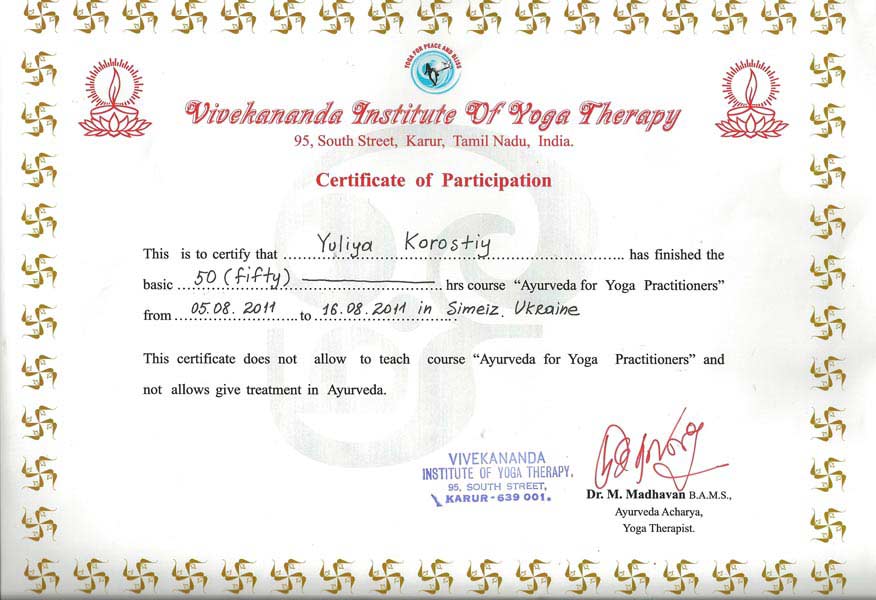 YOGA FOR PEACE AND BLISS
Vivekananda Institute Of Yoga Therapy
95, South Street, Karur, Tamil Nadu, India.
Certificate of Participation
This is to certify that Yuliya Korostiy has finished the
basic 50 (fifty) hrs course “Ayurveda for Yoga Practitioners”
from 05.08.2011 to 16.08.2011 in Simeiz, Ukraine
This certificate does not allow to teach course “Ayurveda for Yoga Practitioners” and
not allows give treatment in Ayurveda.
VIVEKANANDA
INSTITUTE OF YOGA THERAPY.
95, SOUTH STREET,
KARUR - 639 001.
Dr. M. Madhavan B.A.M.S.,
Ayurveda Acharya,
Yoga Therapist.